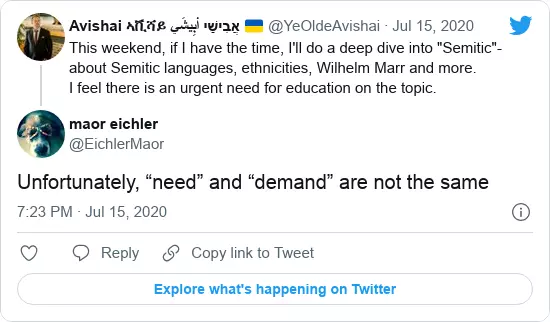 Avishai አቪሻይ أبيشَي אֲבִישַׁי 🇺🇦 @YeOldeAvishai · Jul 15, 2020
This weekend, if I have the time, I'll do a deep dive into "Semitic"-
about Semitic languages, ethnicities, Wilhelm Marr and more.
I feel there is an urgent need for education on the topic.
maor eichler
@EichlerMaor
Unfortunately, “need” and “demand” are not the same
7:23 PM · Jul 15, 2020
Reply
Copy link to Tweet
Explore what's happening on Twitter